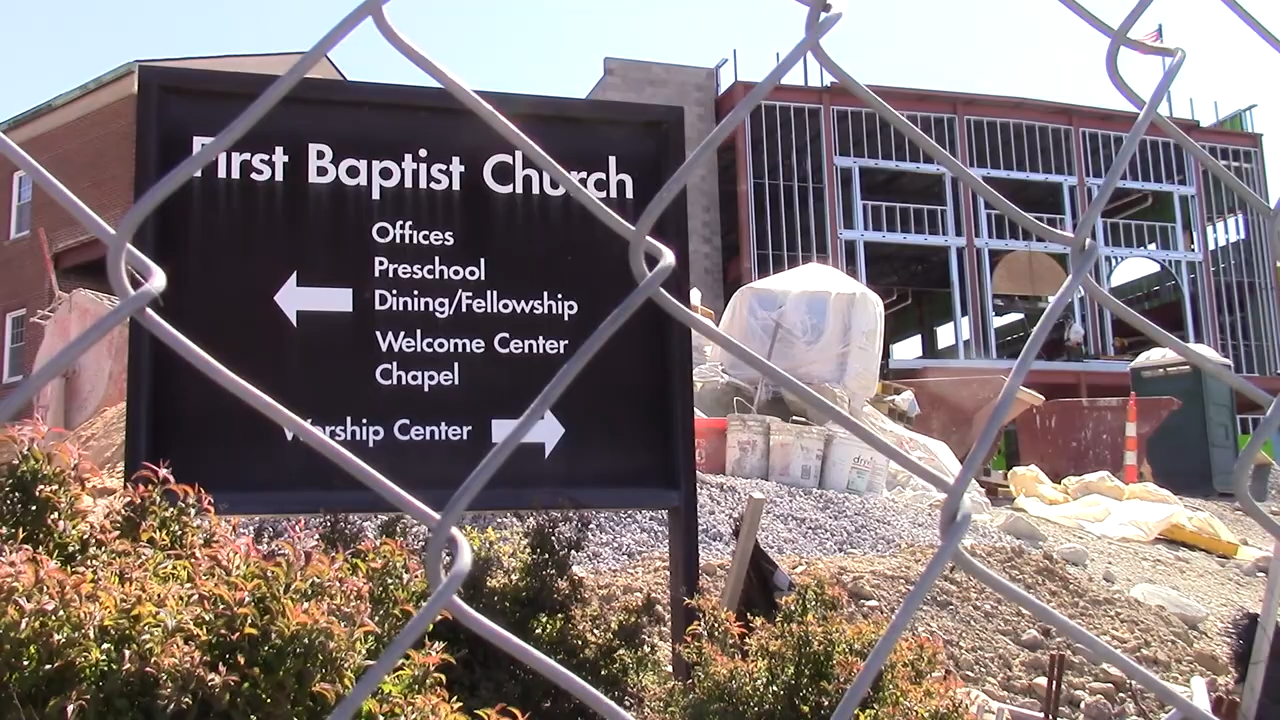 First Baptist Church
Offices
Preschool
Dining/Fellowship
Welcome Center
Chapel
Worship Center